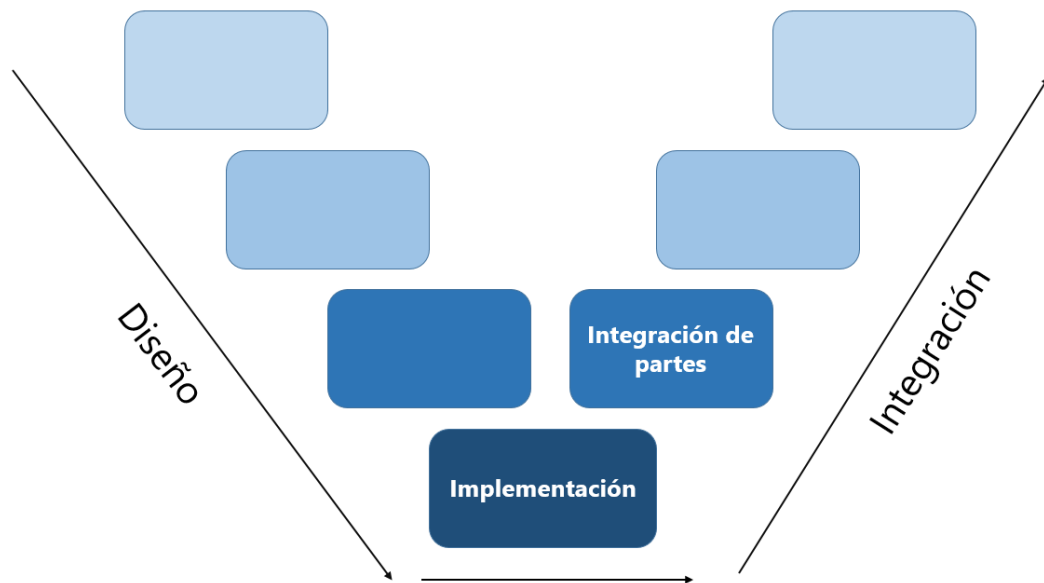 Diseño
Integración de
partes
Implementación
Integración